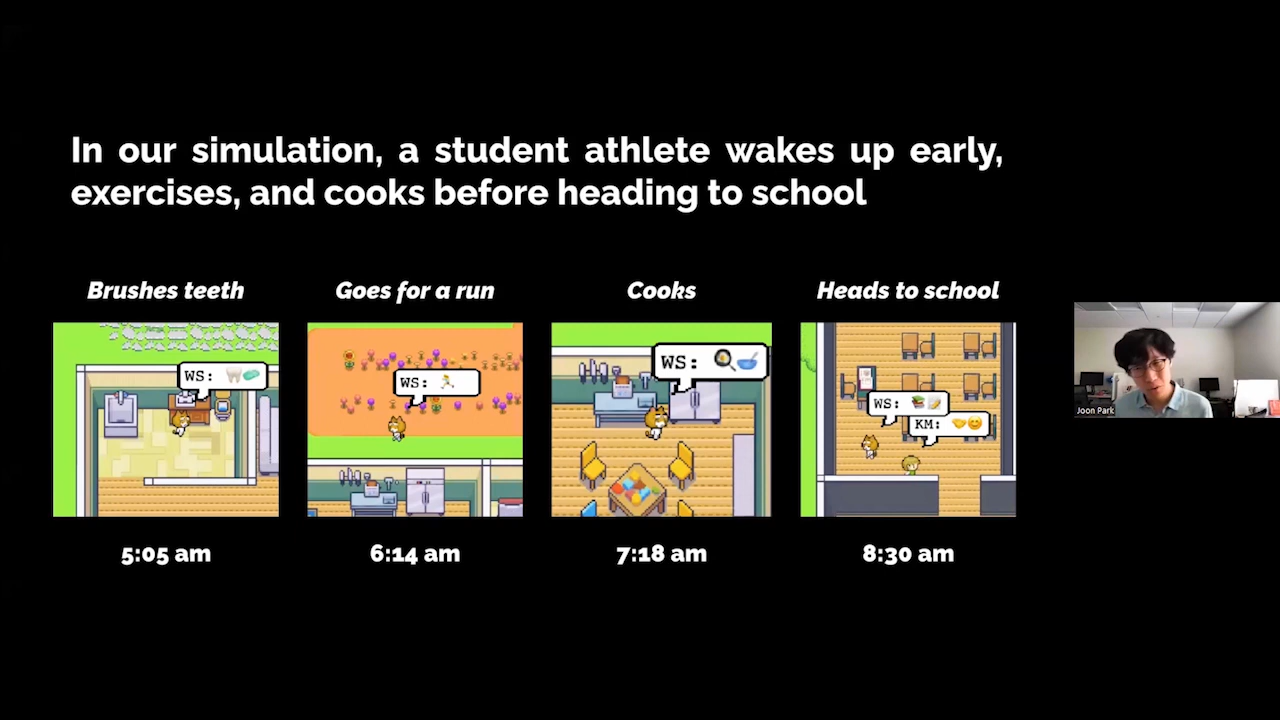 In our simulation, a student athlete wakes up early,
exercises, and cooks before heading to school
Brushes teeth
Goes for a run
Cooks
Heads to school
WS:
WS:
WS:
WS:
KM:
5:05 am
6:14 am
7:18 am
8:30 am
Joon Park